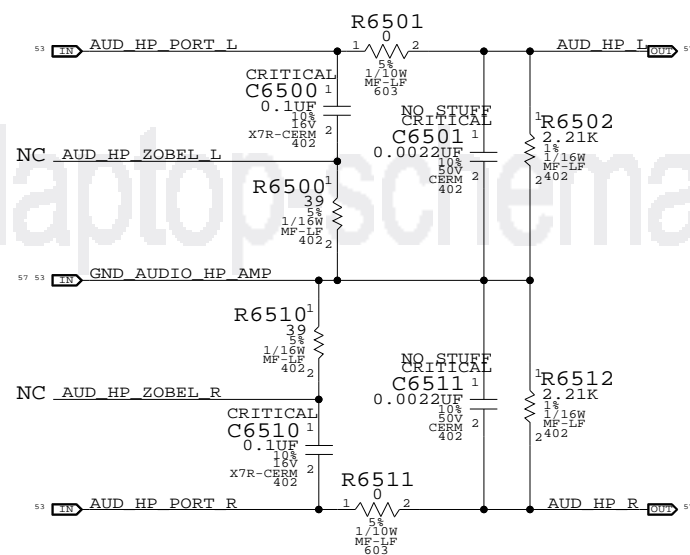 R6501
0
53 IN AUD_HP_PORT_L
1 2
AUD_HP_L OUT
5%
1/10W
MF-LF
603
CRITICAL
C6500 1
0.1UF
10%
16V
X7R-CERM 2
402
NO STUFF
CRITICAL
C6501 1
0.0022UF
10%
50V 2
CERM
402
1 R6502
2.21K
1%
1/16W
MF-LF
2 402
NC AUD_HP_ZOBEL_L
R6500 1
39
5%
1/16W
MF-LF
402 2
laptop-schema
57 53 IN GND_AUDIO_HP_AMP
R6510 1
39
5%
1/16W
MF-LF
402 2
NO STUFF
CRITICAL
C6511 1
0.0022UF
10%
50V 2
CERM
402
1 R6512
2.21K
1%
1/16W
MF-LF
2 402
NC AUD_HP_ZOBEL_R
CRITICAL
C6510 1
0.1UF
10%
16V
X7R-CERM 2
402
R6511
0
53 IN AUD_HP_PORT_R
1 2
AUD_HP_R OUT
5%
1/10W
MF-LF
603